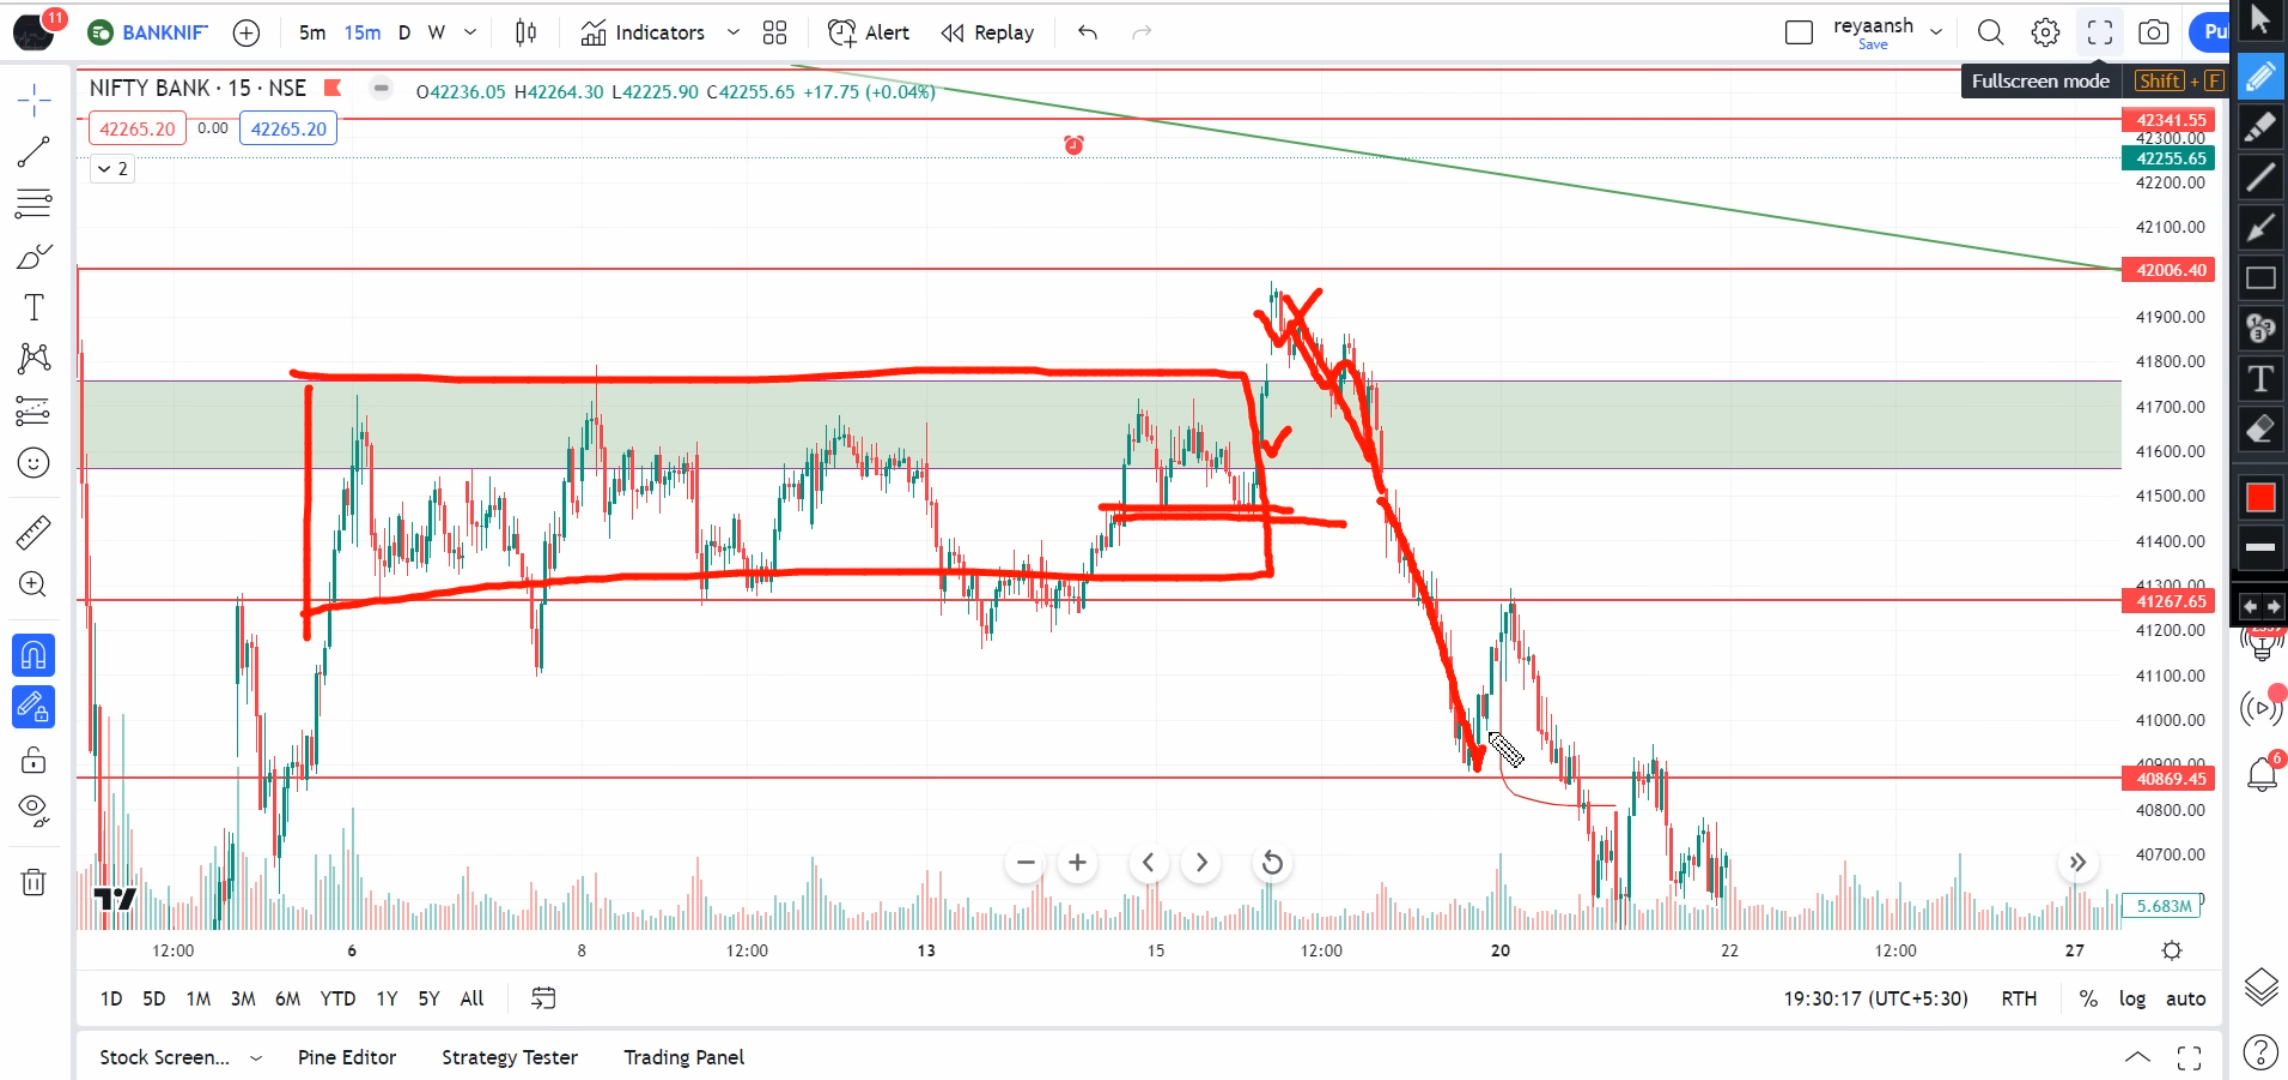 11
BANKNIF
5m 15m D W
Indicators
Alert
Replay
reyaansh
Save
Pu
Fullscreen mode Shift + F
NIFTY BANK · 15 · NSE
O42236.05 H42264.30 L42225.90 C42255.65 +17.75 (+0.04%)
42265.20 0.00 42265.20
2
42341.55
42300.00
42255.65
42200.00
42100.00
42006.40
41900.00
41800.00
41700.00
41600.00
41500.00
41400.00
41300.00
41267.65
41200.00
41100.00
41000.00
40900.00
40869.45
40800.00
40700.00
5.683M
6
12:00 6 8 12:00 13 15 12:00 20 22 12:00 27
1D 5D 1M 3M 6M YTD 1Y 5Y All
19:30:17 (UTC+5:30) RTH % log auto
Stock Screen... Pine Editor Strategy Tester Trading Panel